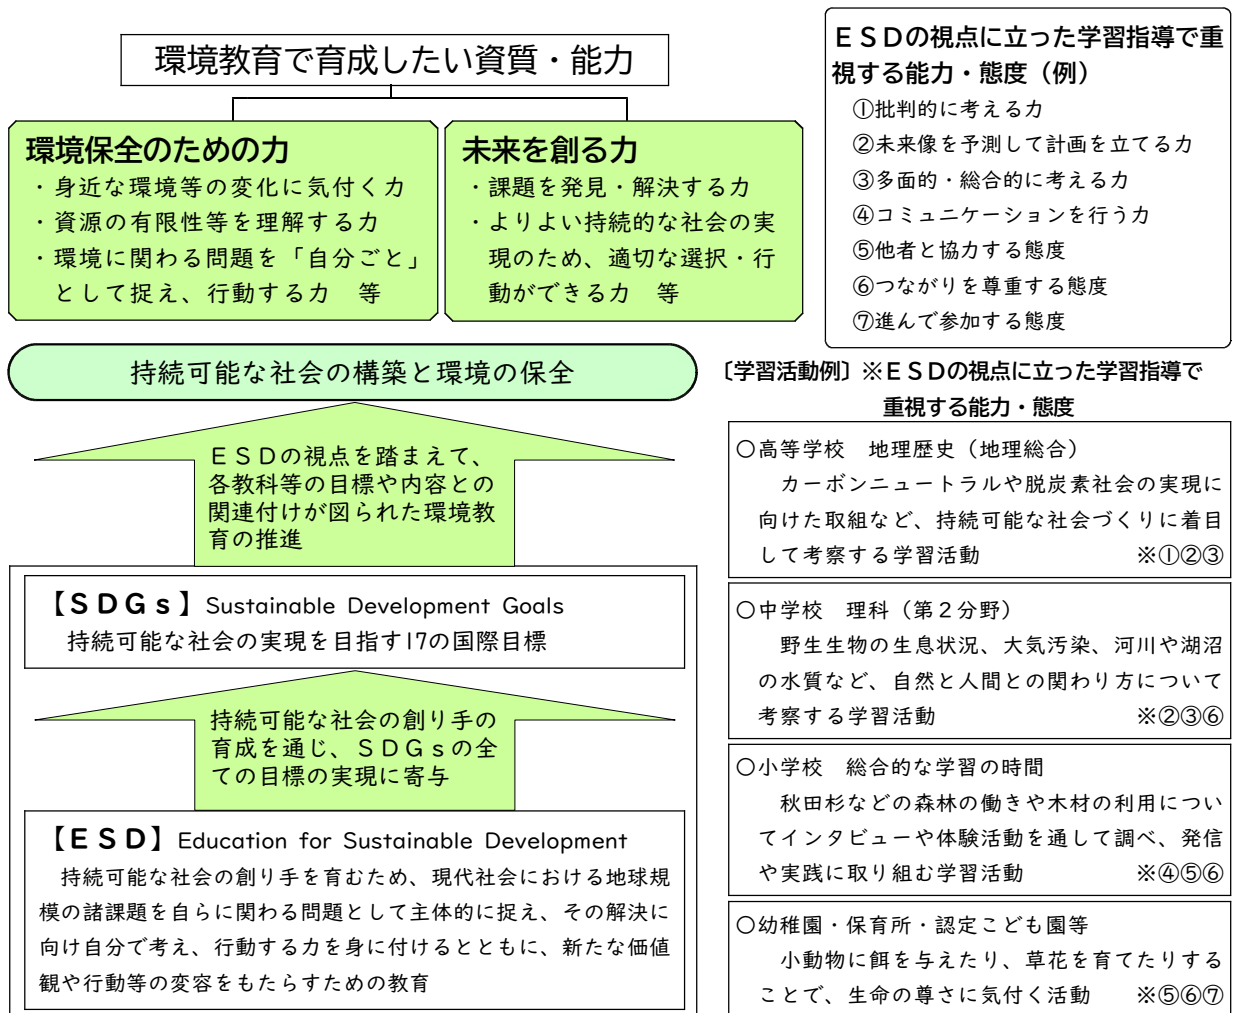 環境教育で育成したい資質・能力
環境保全のための力
・身近な環境等の変化に気付く力
・資源の有限性等を理解する力
・環境に関わる問題を「自分ごと」
として捉え、行動する力　等
未来を創る力
・課題を発見・解決する力
・よりよい持続的な社会の実
現のため、適切な選択・行
動ができる力　等
ＥＳＤの視点に立った学習指導で重
視する能力・態度（例）
①批判的に考える力
②未来像を予測して計画を立てる力
③多面的・総合的に考える力
④コミュニケーションを行う力
⑤他者と協力する態度
⑥つながりを尊重する態度
⑦進んで参加する態度
持続可能な社会の構築と環境の保全
ＥＳＤの視点を踏まえて、
各教科等の目標や内容との
関連付けが図られた環境教
育の推進
【ＳＤＧｓ】Sustainable Development Goals
持続可能な社会の実現を目指す17の国際目標
持続可能な社会の創り手の
育成を通じ、ＳＤＧｓの全
ての目標の実現に寄与
【ＥＳＤ】Education for Sustainable Development
持続可能な社会の創り手を育むため、現代社会における地球規
模の諸課題を自らに関わる問題として主体的に捉え、その解決に
向け自分で考え、行動する力を身に付けるとともに、新たな価値
観や行動等の変容をもたらすための教育
〔学習活動例〕※ＥＳＤの視点に立った学習指導で
重視する能力・態度
○高等学校　地理歴史（地理総合）
カーボンニュートラルや脱炭素社会の実現に
向けた取組など、持続可能な社会づくりに着目
して考察する学習活動　※①②③
○中学校　理科（第２分野）
野生生物の生息状況、大気汚染、河川や湖沼
の水質など、自然と人間との関わり方について
考察する学習活動　※②③⑥
○小学校　総合的な学習の時間
秋田杉などの森林の働きや木材の利用につい
てインタビューや体験活動を通して調べ、発信
や実践に取り組む学習活動　※④⑤⑥
○幼稚園・保育所・認定こども園等
小動物に餌を与えたり、草花を育てたりする
ことで、生命の尊さに気付く活動　※⑤⑥⑦